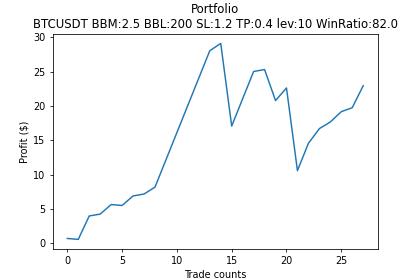 Portfolio
BTCUSDT BBM:2.5 BBL:200 SL:1.2 TP:0.4 lev:10 WinRatio:82.0
30
25
20
15
10
5
0
Profit ($)
0 5 10 15 20 25
Trade counts